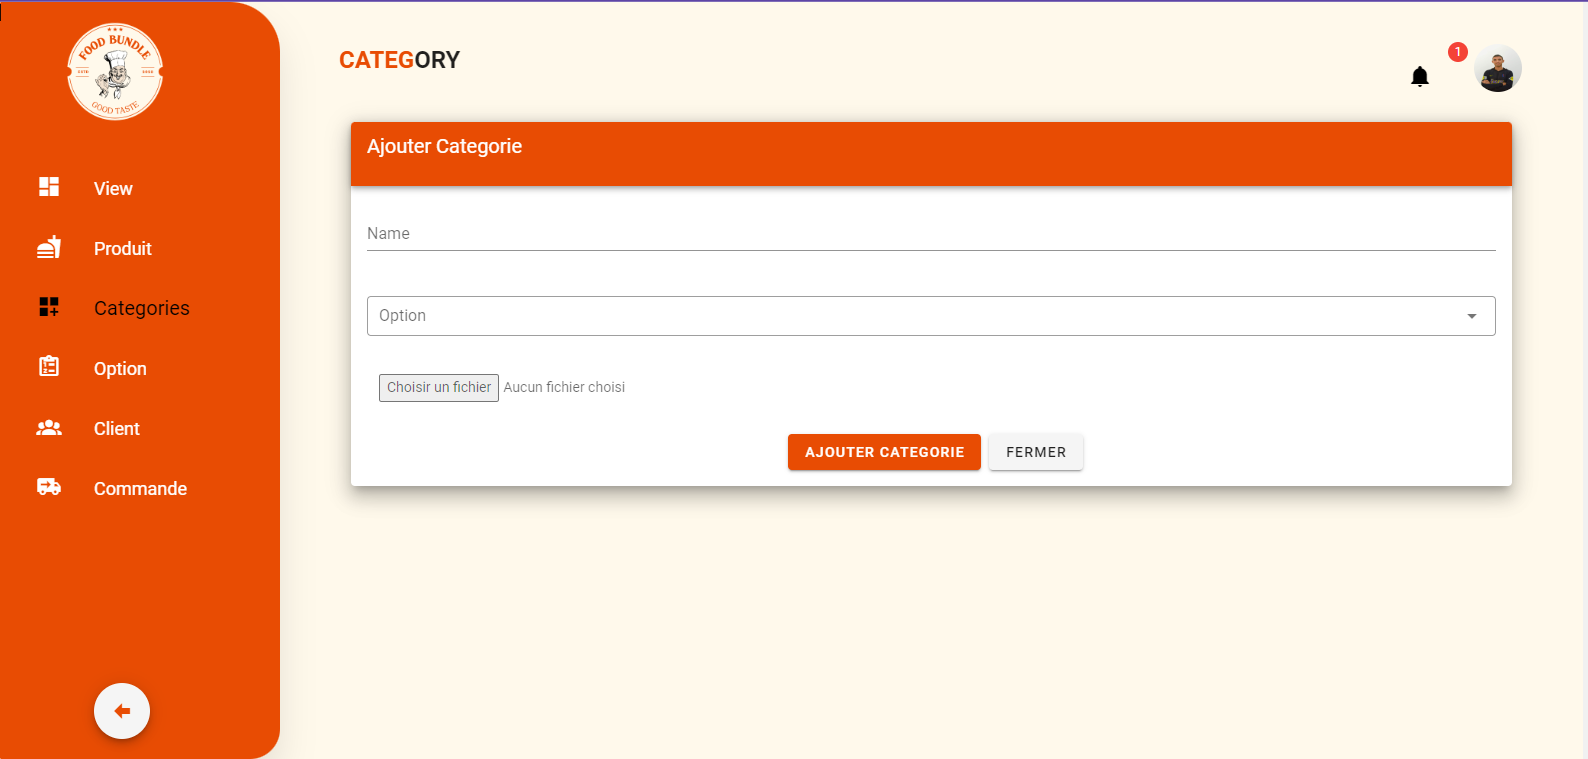 FOOD BUNDLE
GOOD TASTE
CATEGORY
1
View
Produit
Categories
Option
Client
Commande
Ajouter Categorie
Name
Option
Choisir un fichier Aucun fichier choisi
AJOUTER CATEGORIE FERMER